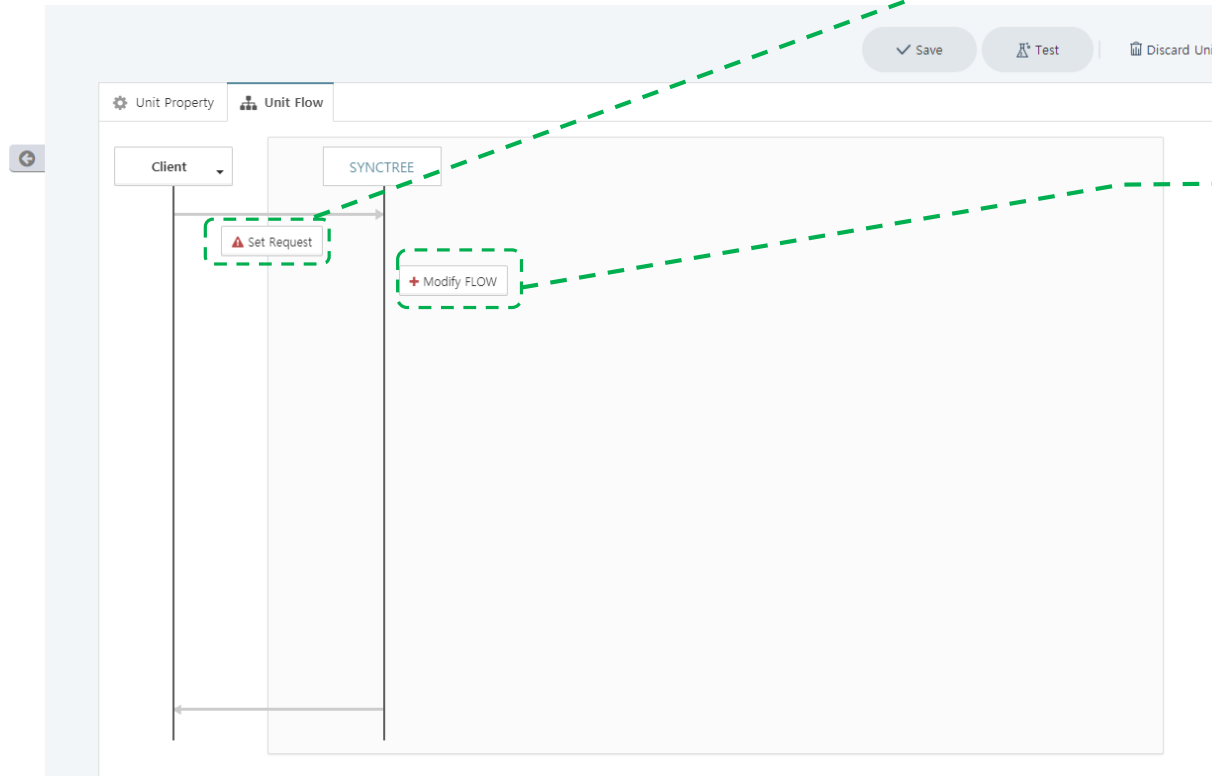 Save
Test
Discard Uni
Unit Property
Unit Flow
Client
SYNCTREE
Set Request
Modify FLOW